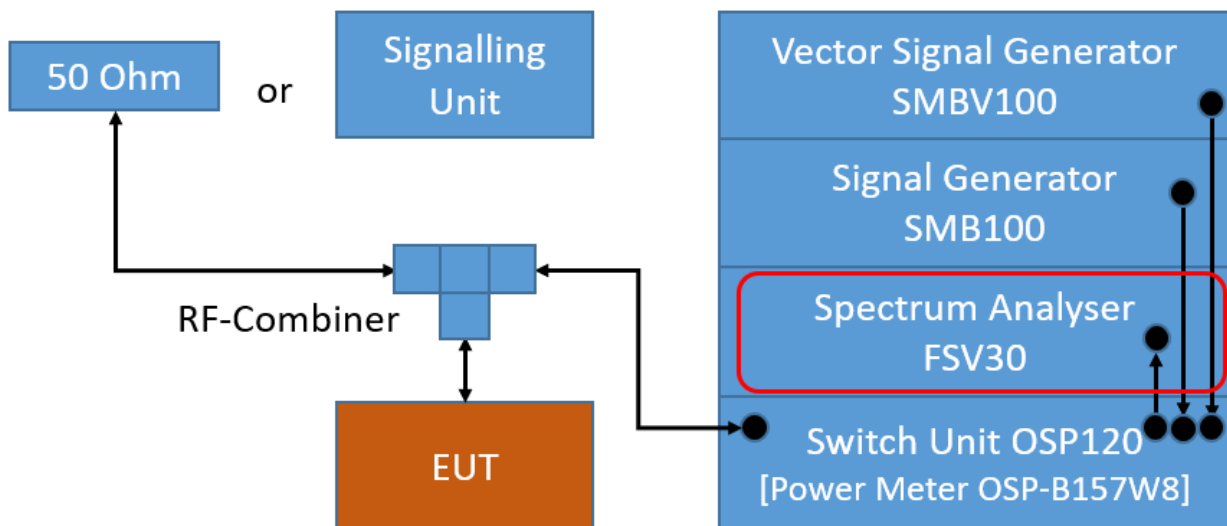 50 Ohm
or
Signalling
Unit
Vector Signal Generator
SMBV100
Signal Generator
SMB100
Spectrum Analyser
FSV30
RF-Combiner
EUT
Switch Unit OSP120
[Power Meter OSP-B157W8]